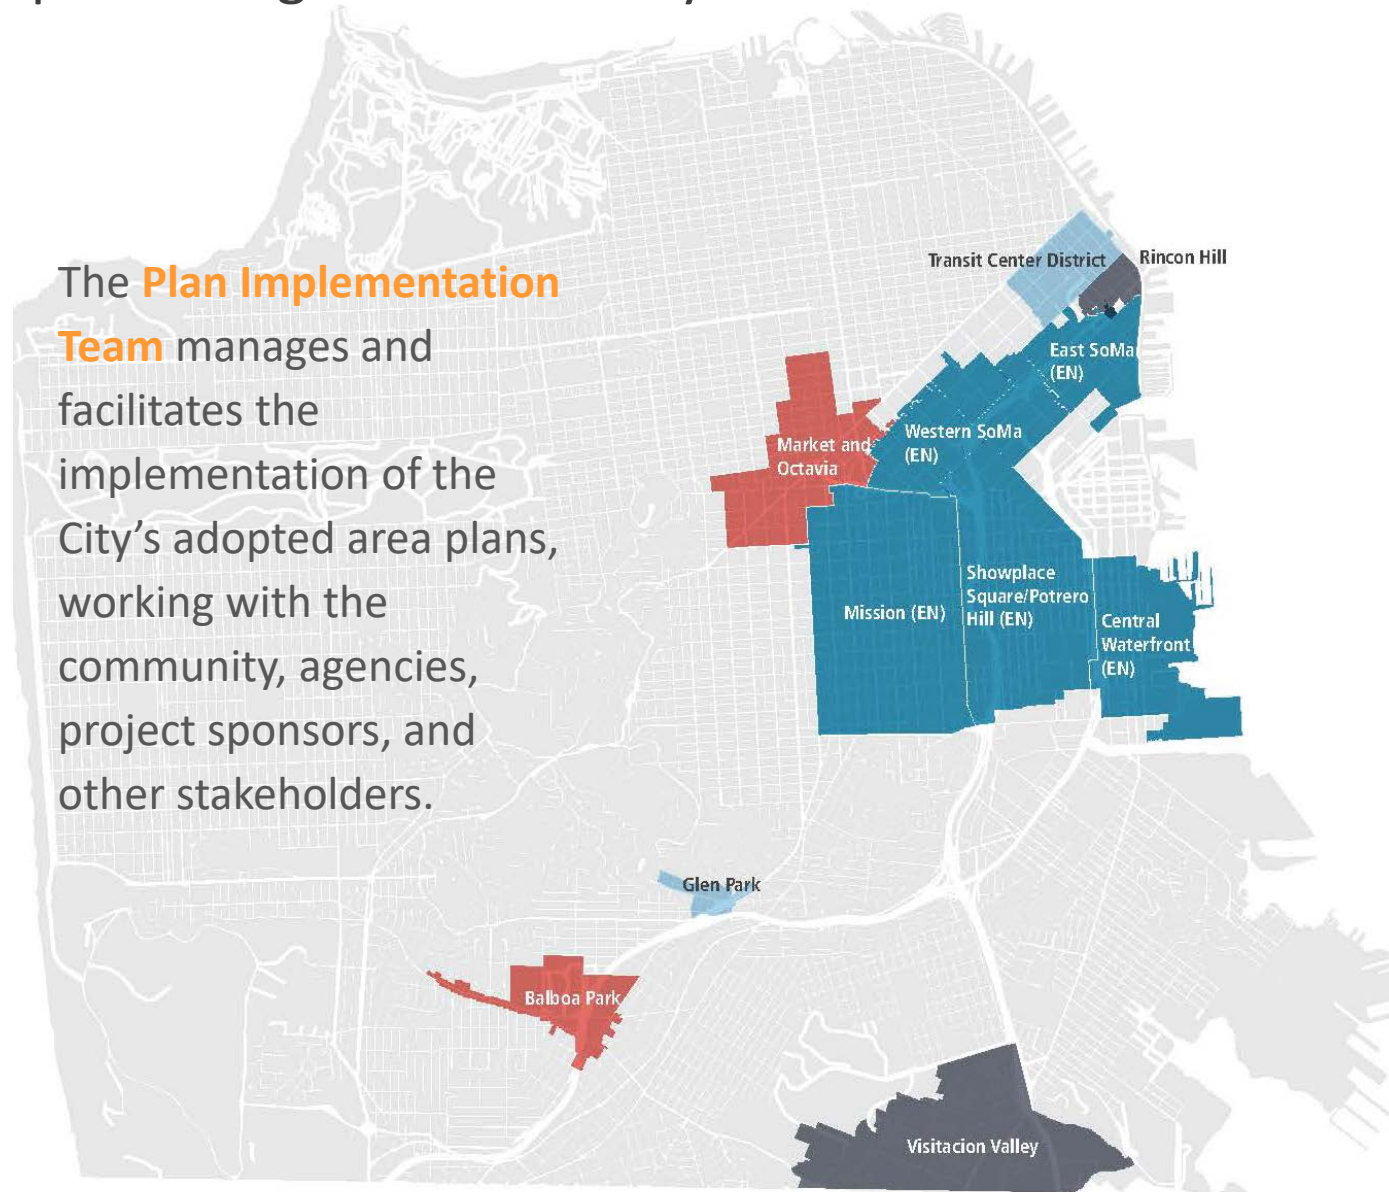 The Plan Implementation
Team manages and
facilitates the
implementation of the
City’s adopted area plans,
working with the
community, agencies,
project sponsors, and
other stakeholders.
Transit Center District
Rincon Hill
East SoMa
(EN)
Market and
Octavia
Western SoMa
(EN)
Mission (EN)
Showplace
Square/Potrero
Hill (EN)
Central
Waterfront
(EN)
Glen Park
Balboa Park
Visitacion Valley